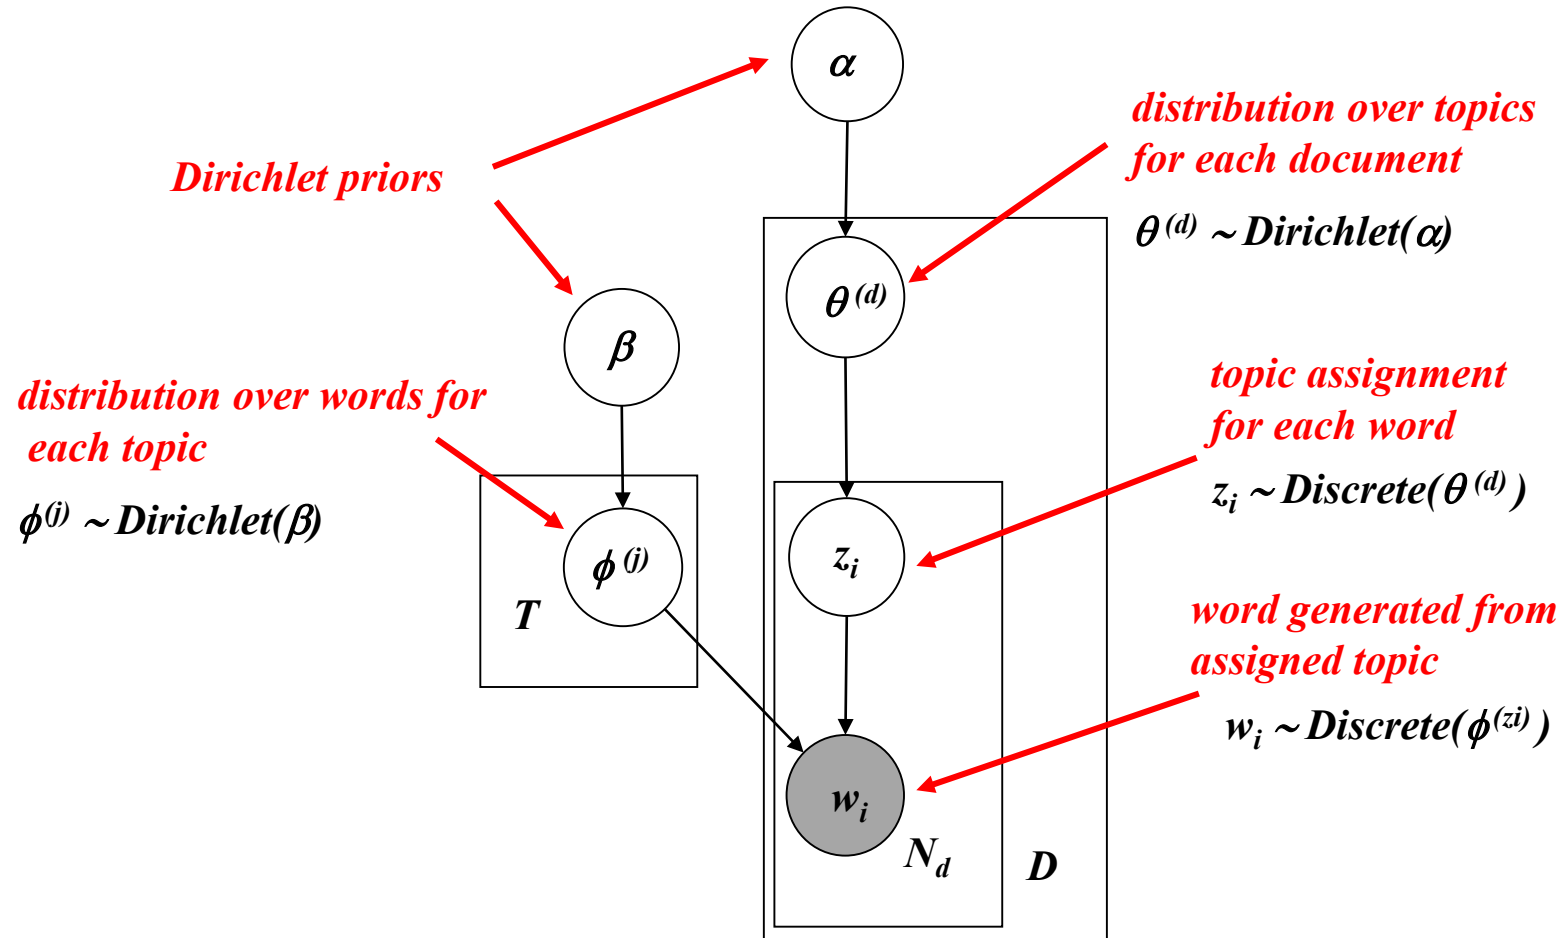 α
distribution over topics
for each document
Dirichlet priors
θ (d) ~ Dirichlet(α)
θ (d)
β
distribution over words for
each topic
topic assignment
for each word
ϕ(j) ~ Dirichlet(β)
zi ~ Discrete(θ (d) )
ϕ (j)
zi
T
word generated from
assigned topic
wi ~ Discrete(ϕ(zi) )
wi
Nd
D